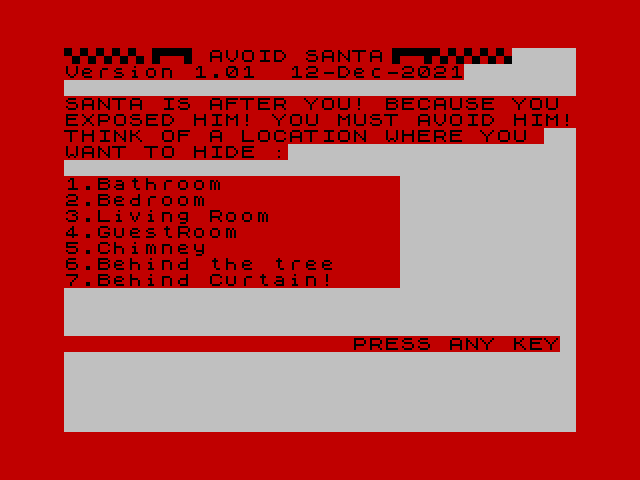 AVOID SANTA
Version 1.01 12-Dec-2021
SANTA IS AFTER YOU! BECAUSE YOU
EXPOSED HIM! YOU MUST AVOID HIM!
THINK OF A LOCATION WHERE YOU
WANT TO HIDE :
1.Bathroom
2.Bedroom
3.Living Room
4.GuestRoom
5.Chimney
6.Behind the tree
7.Behind Curtain!
PRESS ANY KEY